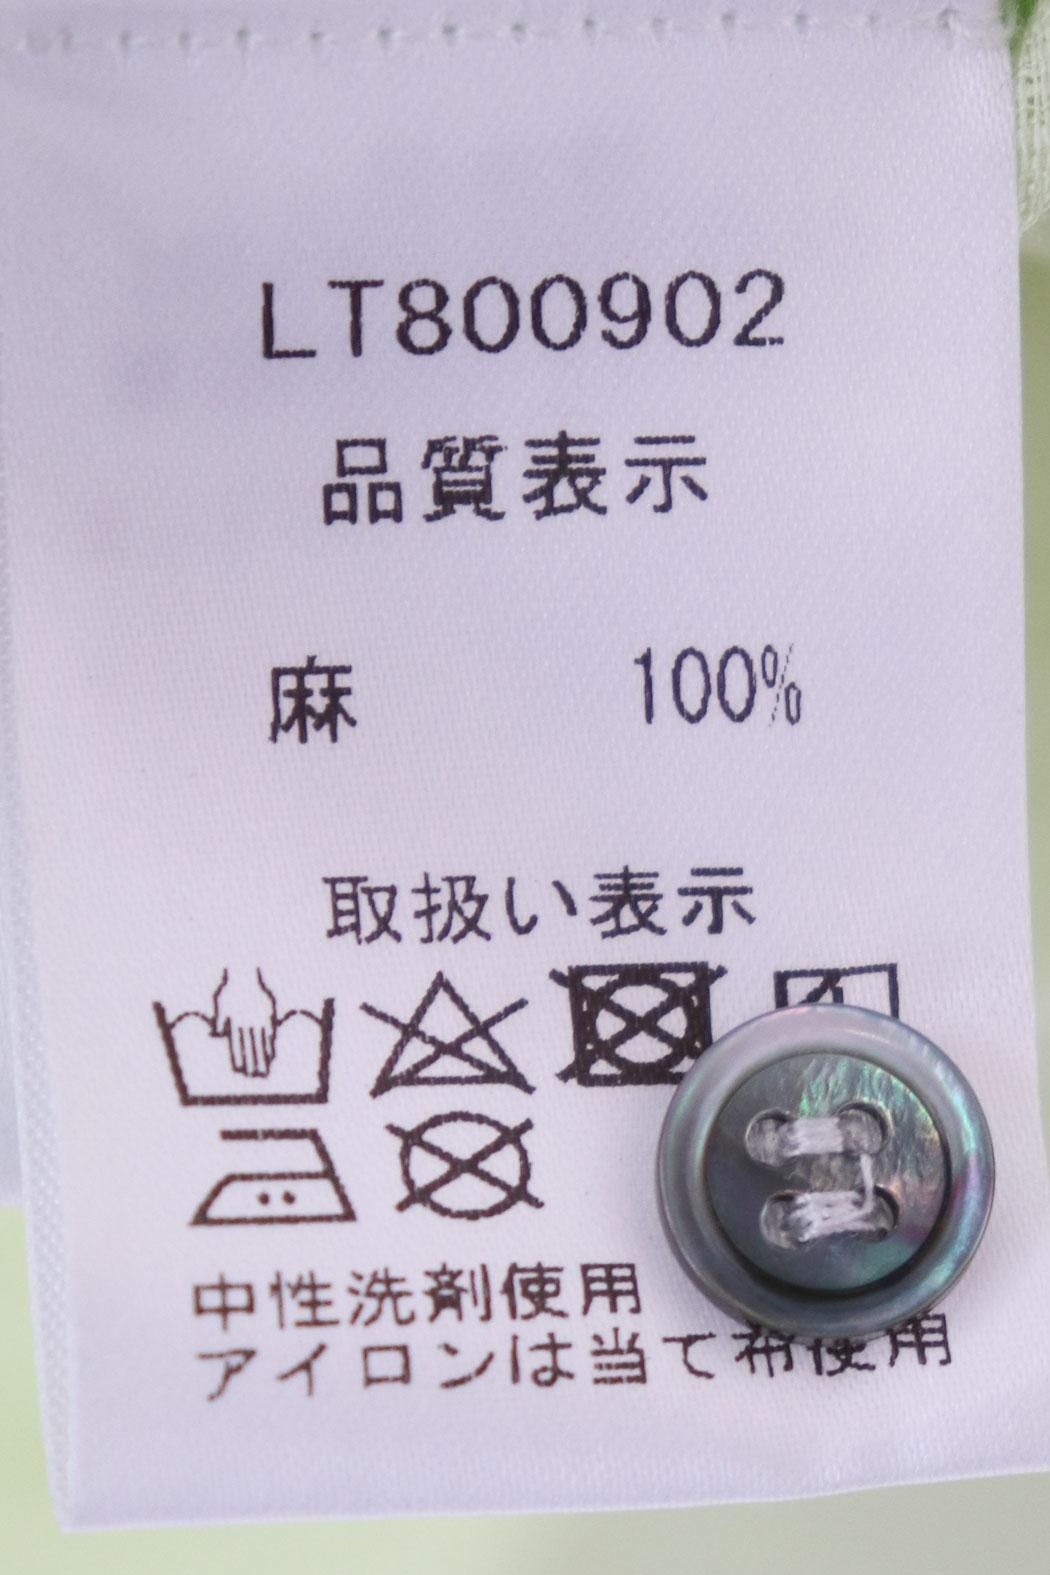 LT800902
品質表示
麻 100%
取扱い表示
中性洗剤使用
アイロンは当て布使用